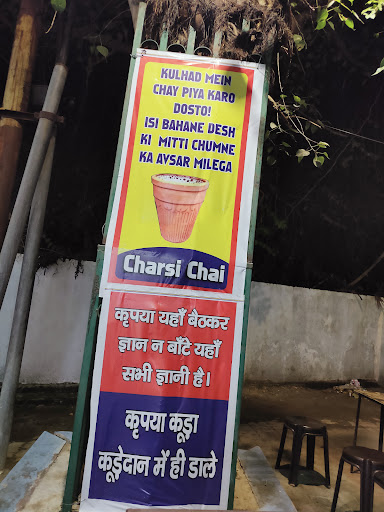 KULHAD MEIN
CHAY PIYA KARO
DOSTO!
ISI BAHANE DESH
KI MITTI CHUMNE
KA AVSAR MILEGA
Charsi Chai
कृपया यहाँ बैठकर
ज्ञान न बाँटे यहाँ
सभी ज्ञानी है।
कृपया कूड़ा
कूड़ेदान में ही डाले